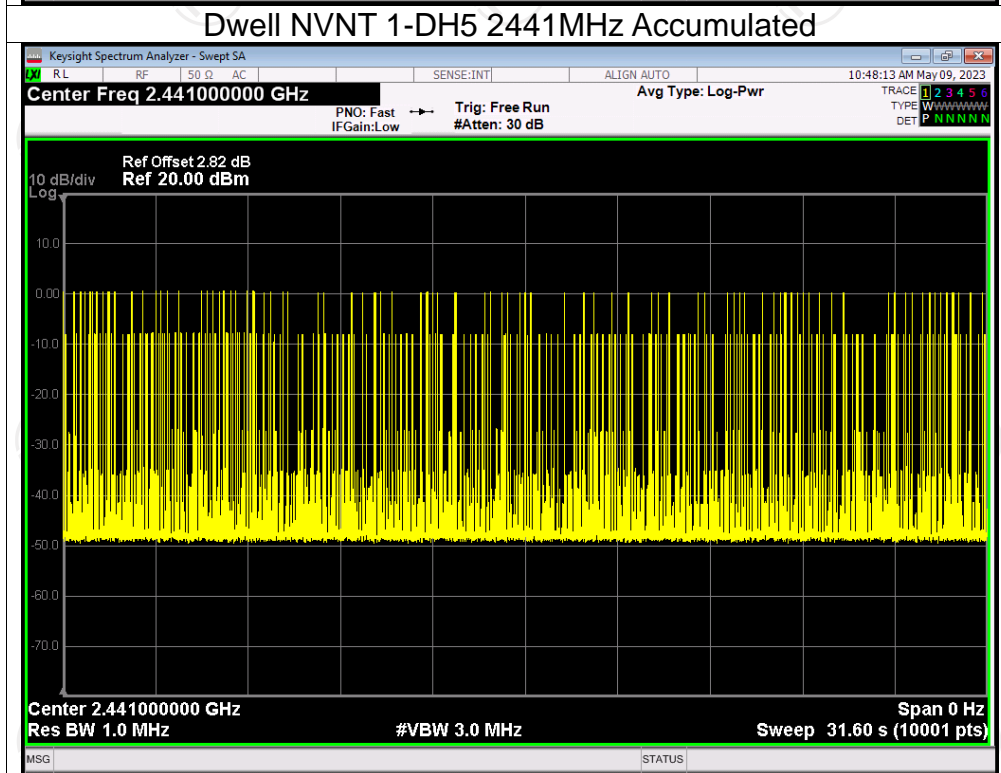 Dwell NVNT 1-DH5 2441MHz Accumulated
Keysight Spectrum Analyzer - Swept SA
LXI RL RF 50 Ω AC SENSE:INT ALIGN AUTO 10:48:13 AM May 09, 2023
Center Freq 2.441000000 GHz Avg Type: Log-Pwr TRACE 1 2 3 4 5 6
PNO: Fast Trig: Free Run TYPE WWWWWW
IFGain:Low #Atten: 30 dB DET P N N N N N
Ref Offset 2.82 dB
10 dB/div Ref 20.00 dBm
Log
10.0
0.00
-10.0
-20.0
-30.0
-40.0
-50.0
-60.0
-70.0
Center 2.441000000 GHz Span 0 Hz
Res BW 1.0 MHz #VBW 3.0 MHz Sweep 31.60 s (10001 pts)
MSG STATUS